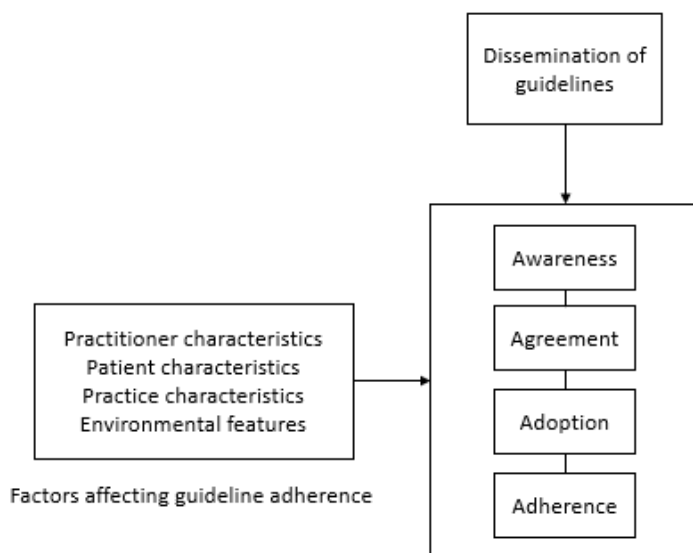 Dissemination of
guidelines
Awareness
Agreement
Adoption
Adherence
Practitioner characteristics
Patient characteristics
Practice characteristics
Environmental features
Factors affecting guideline adherence